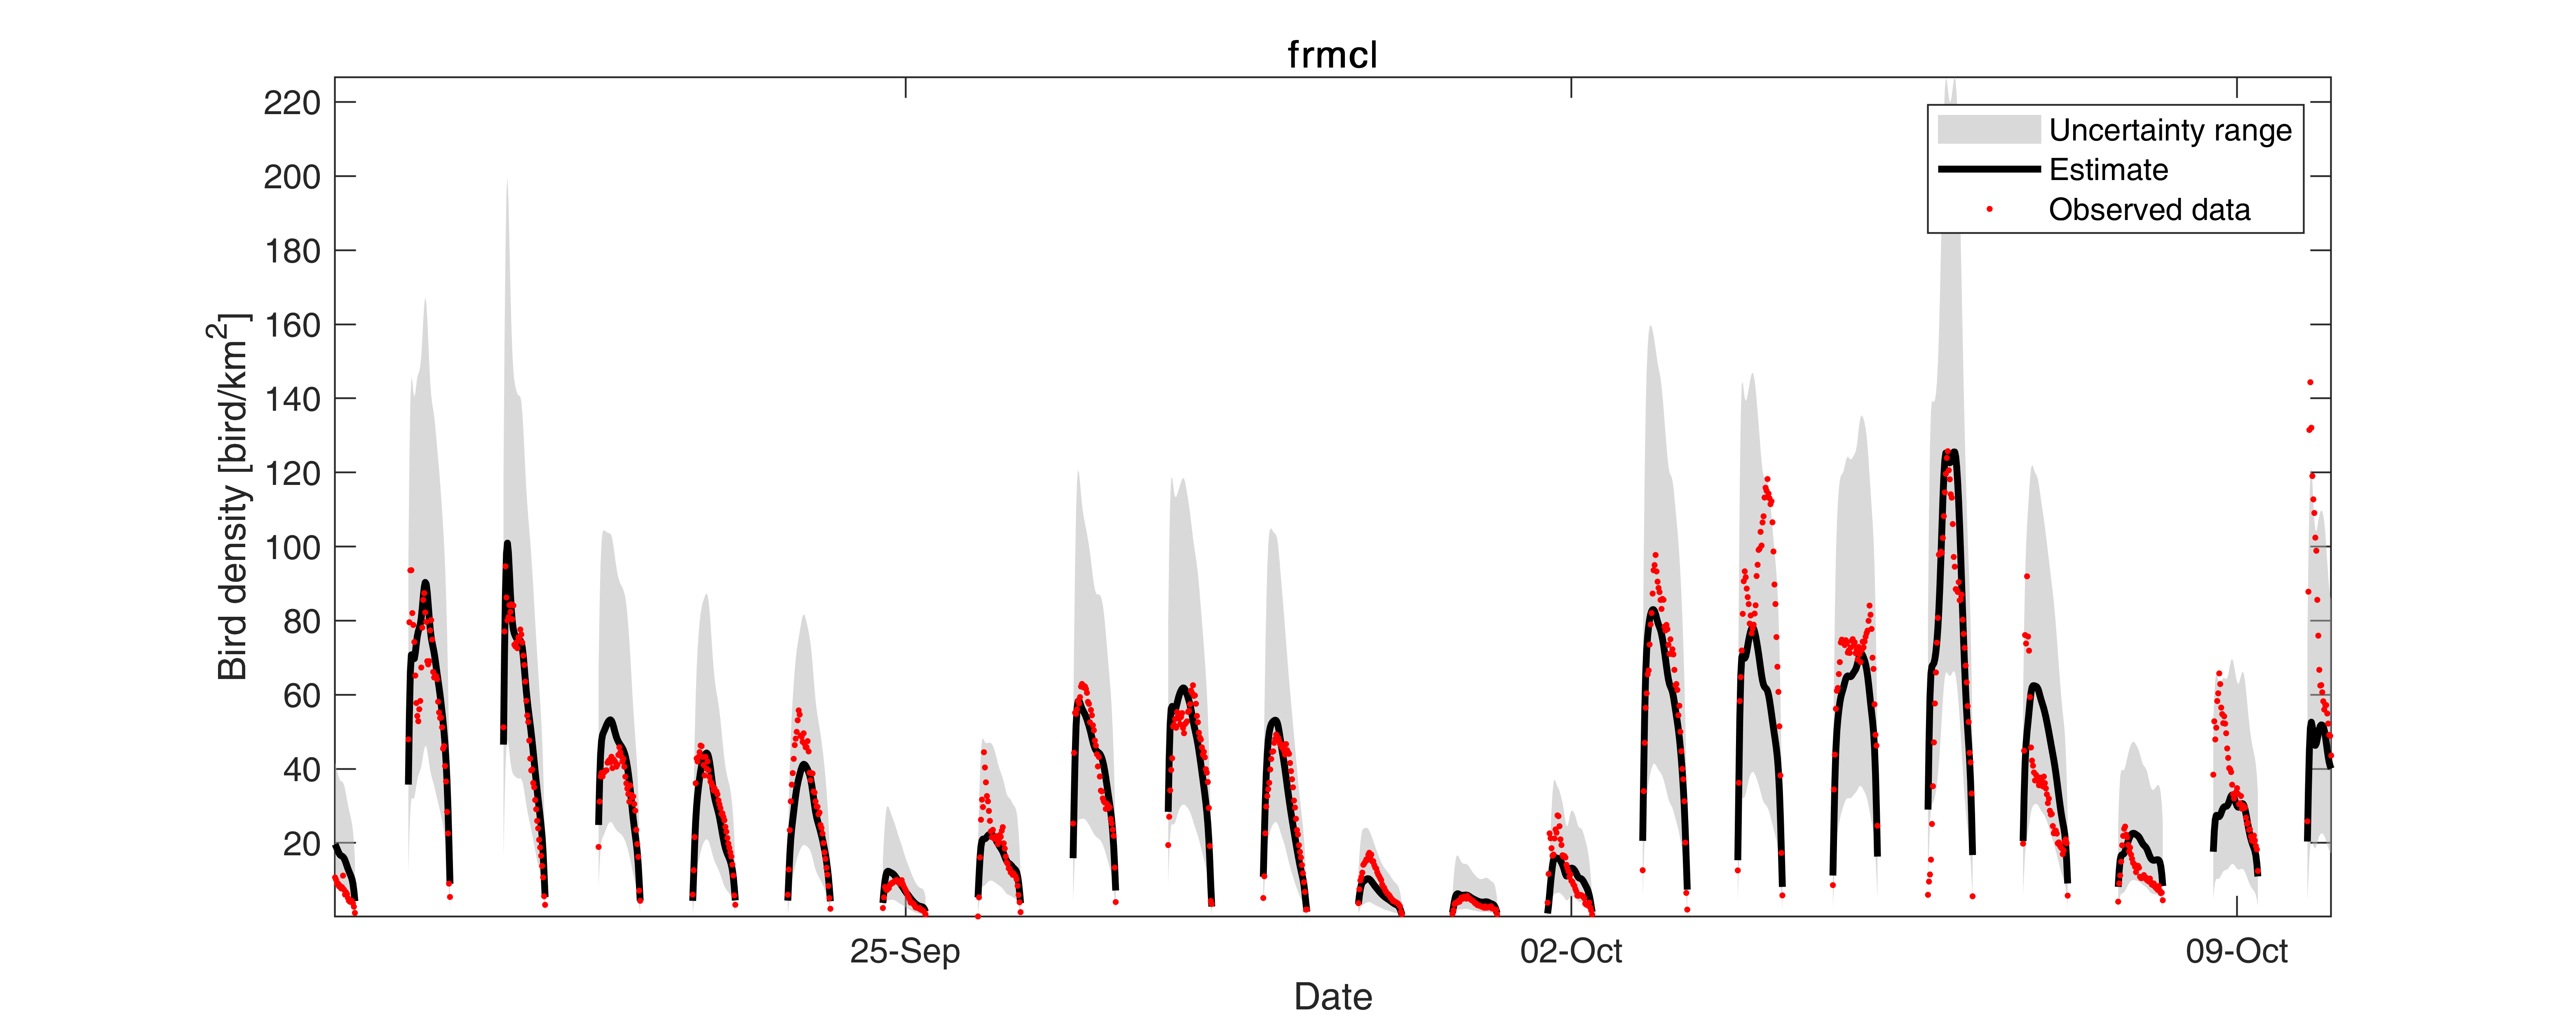 frmcl
220
200
180
160
140
120
100
80
60
40
20
Bird density [bird/km²]
Uncertainty range
Estimate
Observed data
25-Sep
02-Oct
09-Oct
Date